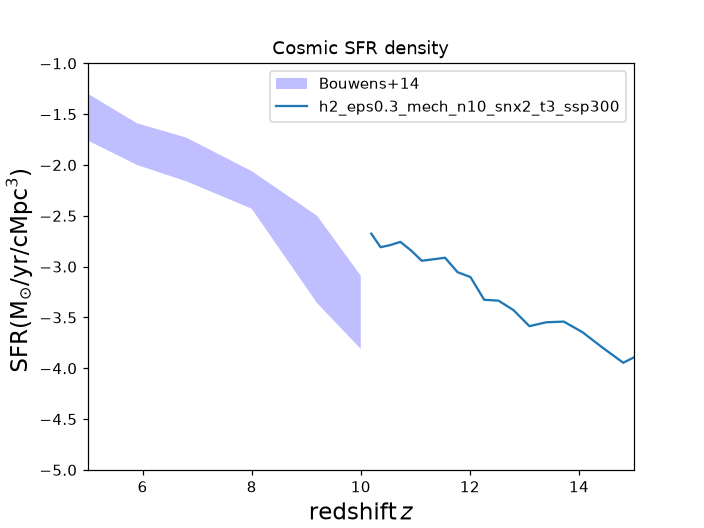 Cosmic SFR density
Bouwens+14
h2_eps0.3_mech_n10_snx2_t3_ssp300
SFR(M⊙/yr/cMpc³)
−1.0
−1.5
−2.0
−2.5
−3.0
−3.5
−4.0
−4.5
−5.0
6 8 10 12 14
redshift z